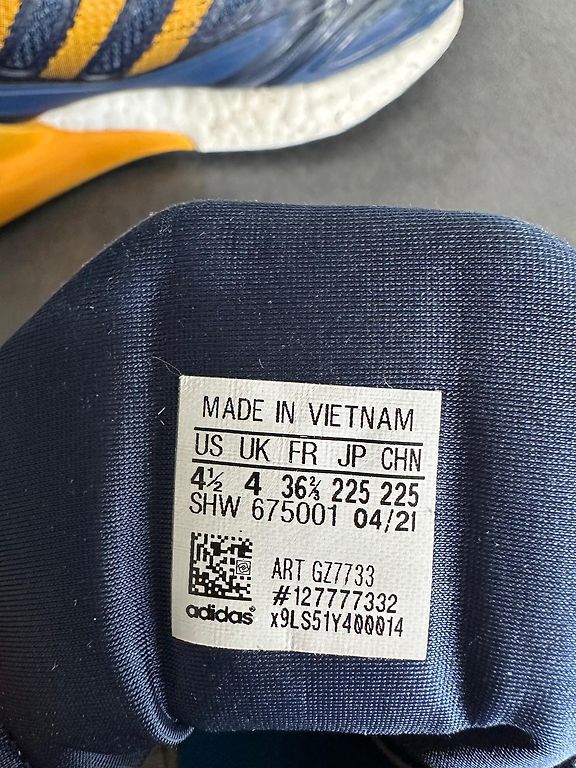 MADE IN VIETNAM
US UK FR JP CHN
4½ 4 36⅔ 225 225
SHW 675001 04/21
ART GZ7733
#127777332
adidas® x9LS51Y400014